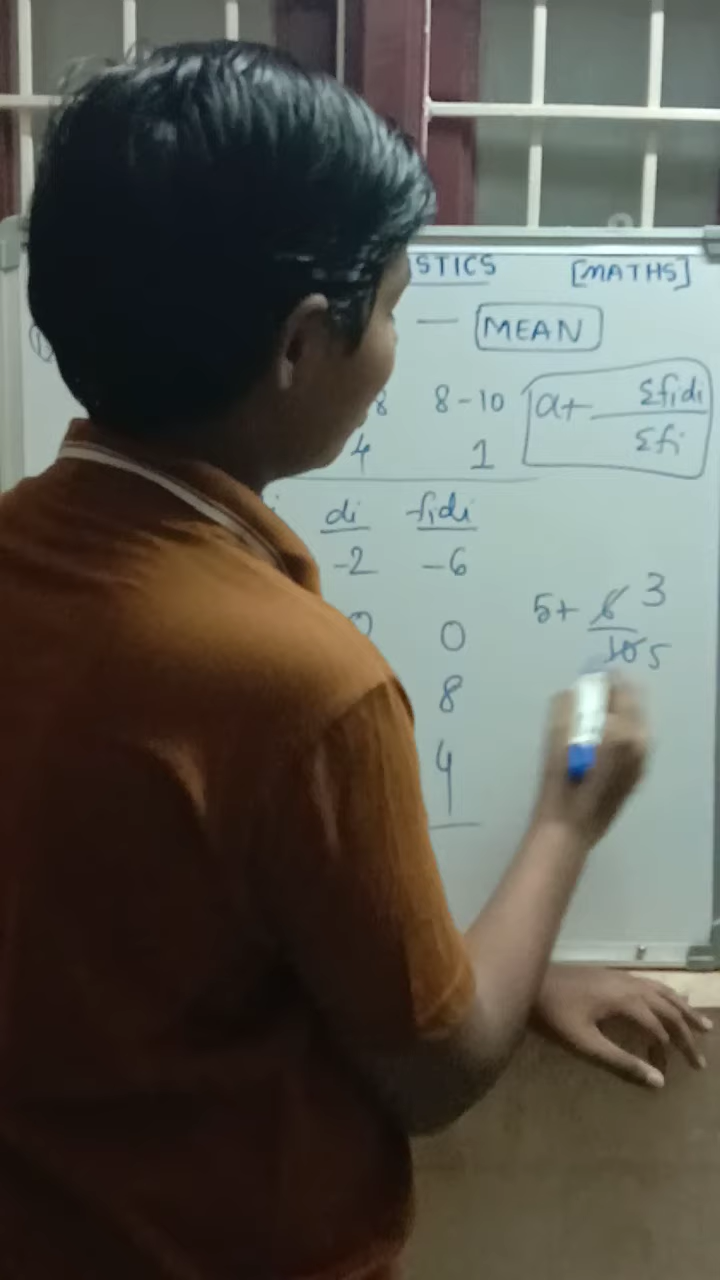 STICS [MATHS]
— MEAN
8 8-10
4 1
a+ Σfidi
Σfi
di fidi
-2 -6
0 0
8
4
5+ 6 3
10 5